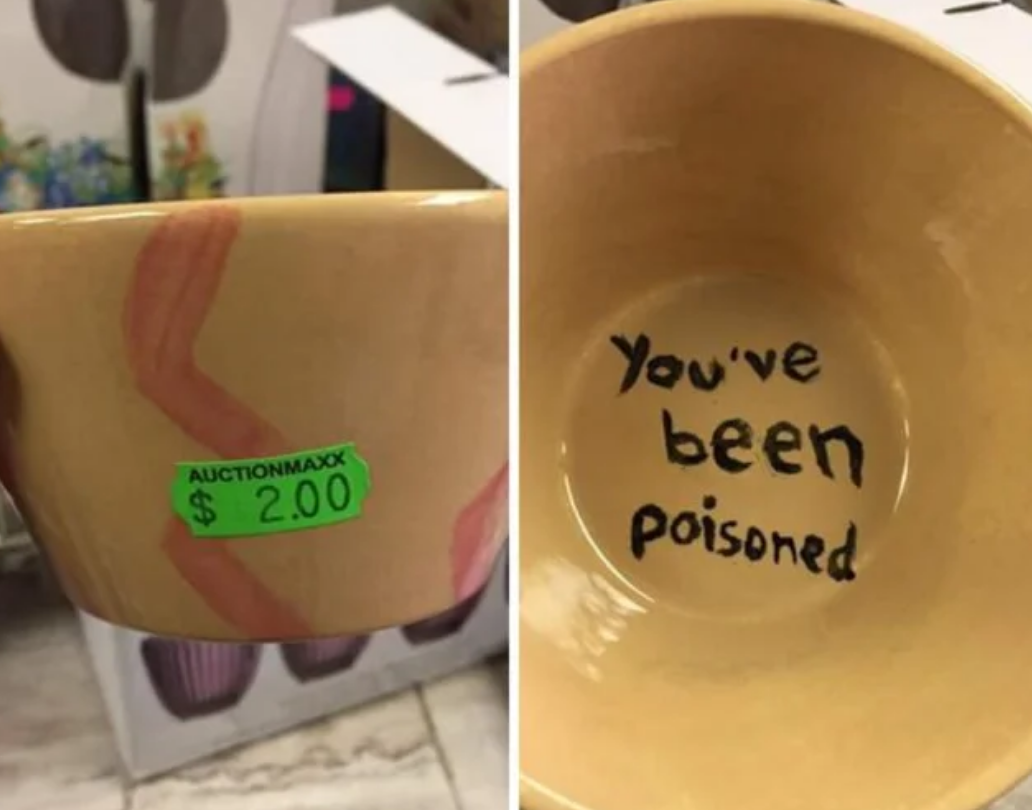 AUCTIONMAXX
$ 2.00
You've
been
poisoned